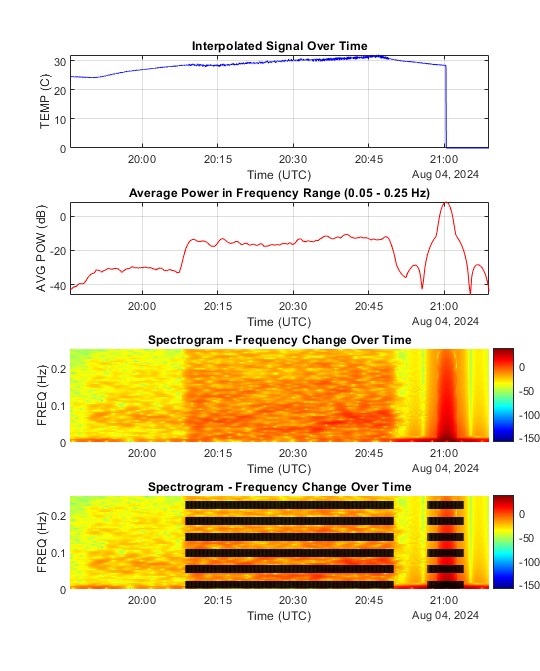 Interpolated Signal Over Time
TEMP (C)
30
20
10
0
20:00 20:15 20:30 20:45 21:00
Time (UTC)
Aug 04, 2024
Average Power in Frequency Range (0.05 - 0.25 Hz)
AVG POW (dB)
0
-20
-40
20:00 20:15 20:30 20:45 21:00
Time (UTC)
Aug 04, 2024
Spectrogram - Frequency Change Over Time
FREQ (Hz)
0.2
0.1
0
0
-50
-100
-150
20:00 20:15 20:30 20:45 21:00
Time (UTC)
Aug 04, 2024
Spectrogram - Frequency Change Over Time
FREQ (Hz)
0.2
0.1
0
0
-50
-100
-150
20:00 20:15 20:30 20:45 21:00
Time (UTC)
Aug 04, 2024